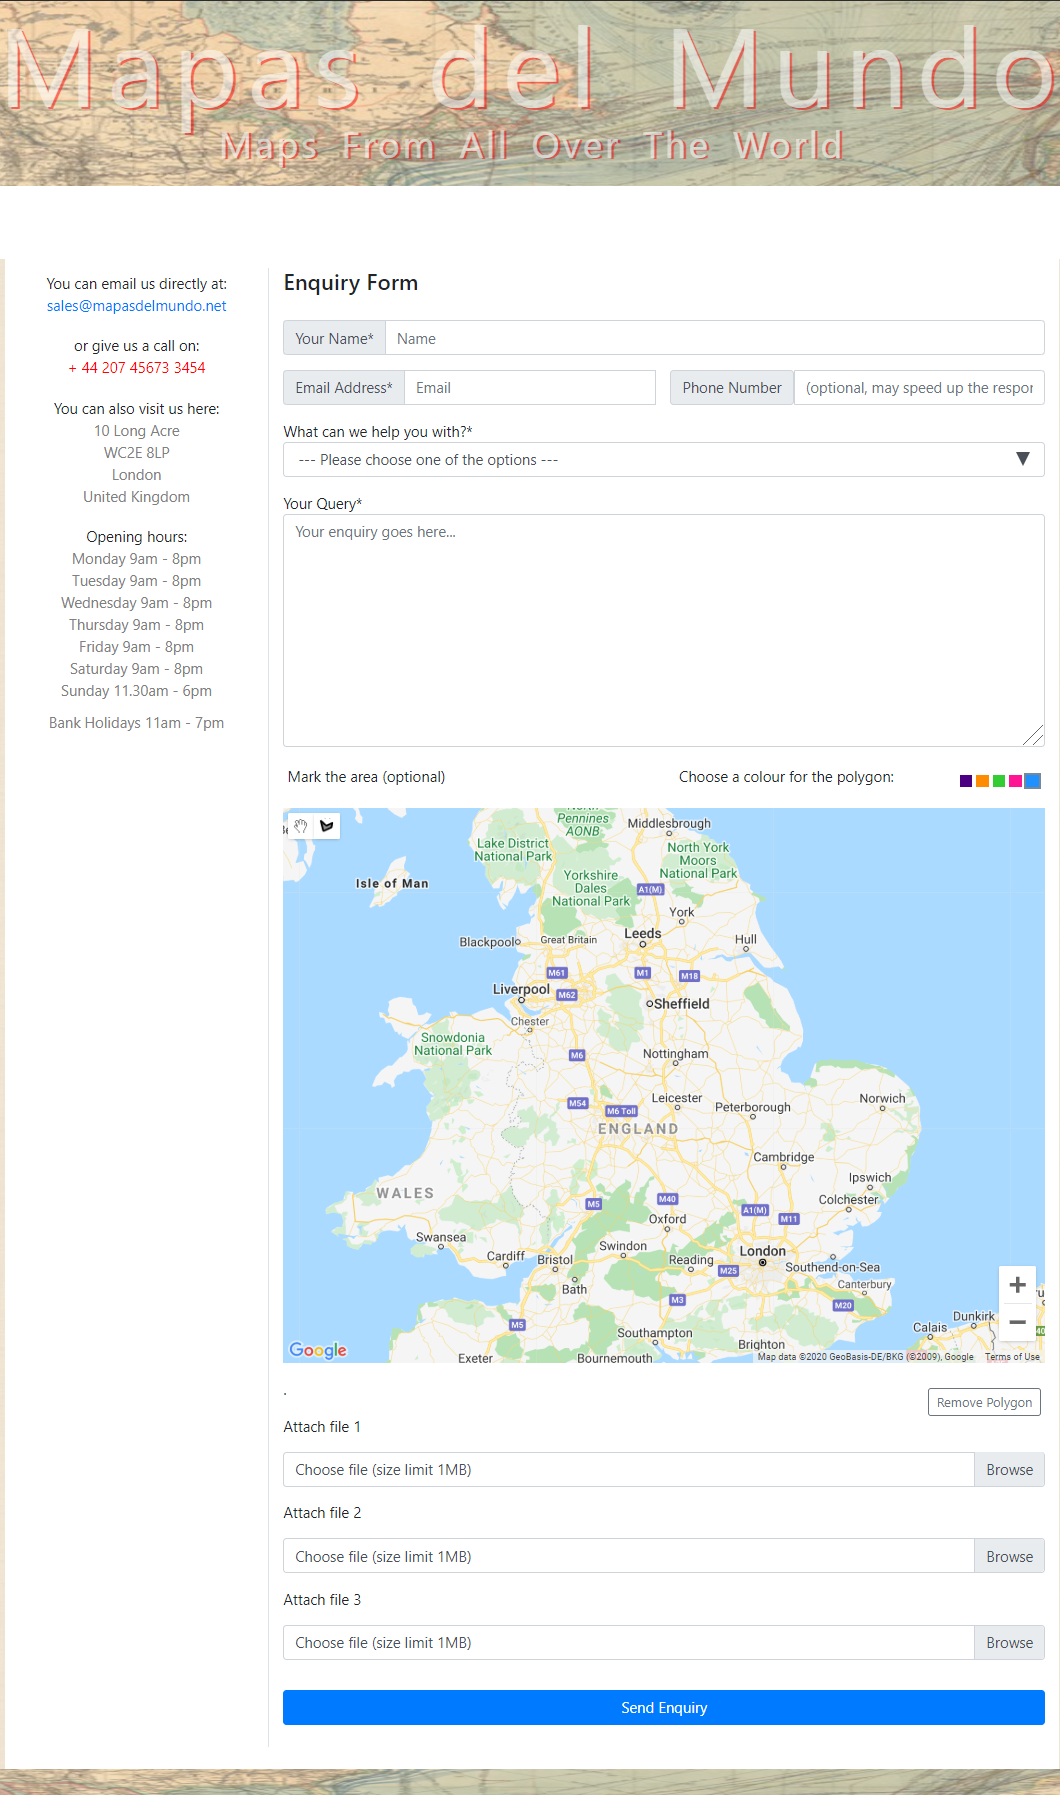 Mapas del Mundo
Maps From All Over The World
You can email us directly at:
sales@mapasdelmundo.net
or give us a call on:
+ 44 207 45673 3454
You can also visit us here:
10 Long Acre
WC2E 8LP
London
United Kingdom
Opening hours:
Monday 9am - 8pm
Tuesday 9am - 8pm
Wednesday 9am - 8pm
Thursday 9am - 8pm
Friday 9am - 8pm
Saturday 9am - 8pm
Sunday 11.30am - 6pm
Bank Holidays 11am - 7pm
Enquiry Form
Your Name* Name
Email Address* Email Phone Number (optional, may speed up the respor
What can we help you with?*
--- Please choose one of the options ---
Your Query*
Your enquiry goes here...
Mark the area (optional) Choose a colour for the polygon:
Pennines
AONB
Middlesbrough
Lake District
National Park
North York
Moors
National Park
Yorkshire
Dales
National Park
Isle of Man
A1(M)
York
Leeds
Blackpool
Great Britain
Hull
M61
M1
M18
Liverpool
M62
Sheffield
Chester
Snowdonia
National Park
M6
Nottingham
M54
M6 Toll
Leicester
Peterborough
Norwich
ENGLAND
Cambridge
Ipswich
WALES
M5
M40
A1(M)
M11
Colchester
Oxford
Swansea
Cardiff
Bristol
Swindon
Reading
M25
London
Southend-on-Sea
Bath
Canterbury
M3
M20
M5
Southampton
Dunkirk
Calais
Brighton
Exeter
Bournemouth
Google
Map data ©2020 GeoBasis-DE/BKG (©2009), Google Terms of Use
Remove Polygon
Attach file 1
Choose file (size limit 1MB) Browse
Attach file 2
Choose file (size limit 1MB) Browse
Attach file 3
Choose file (size limit 1MB) Browse
Send Enquiry